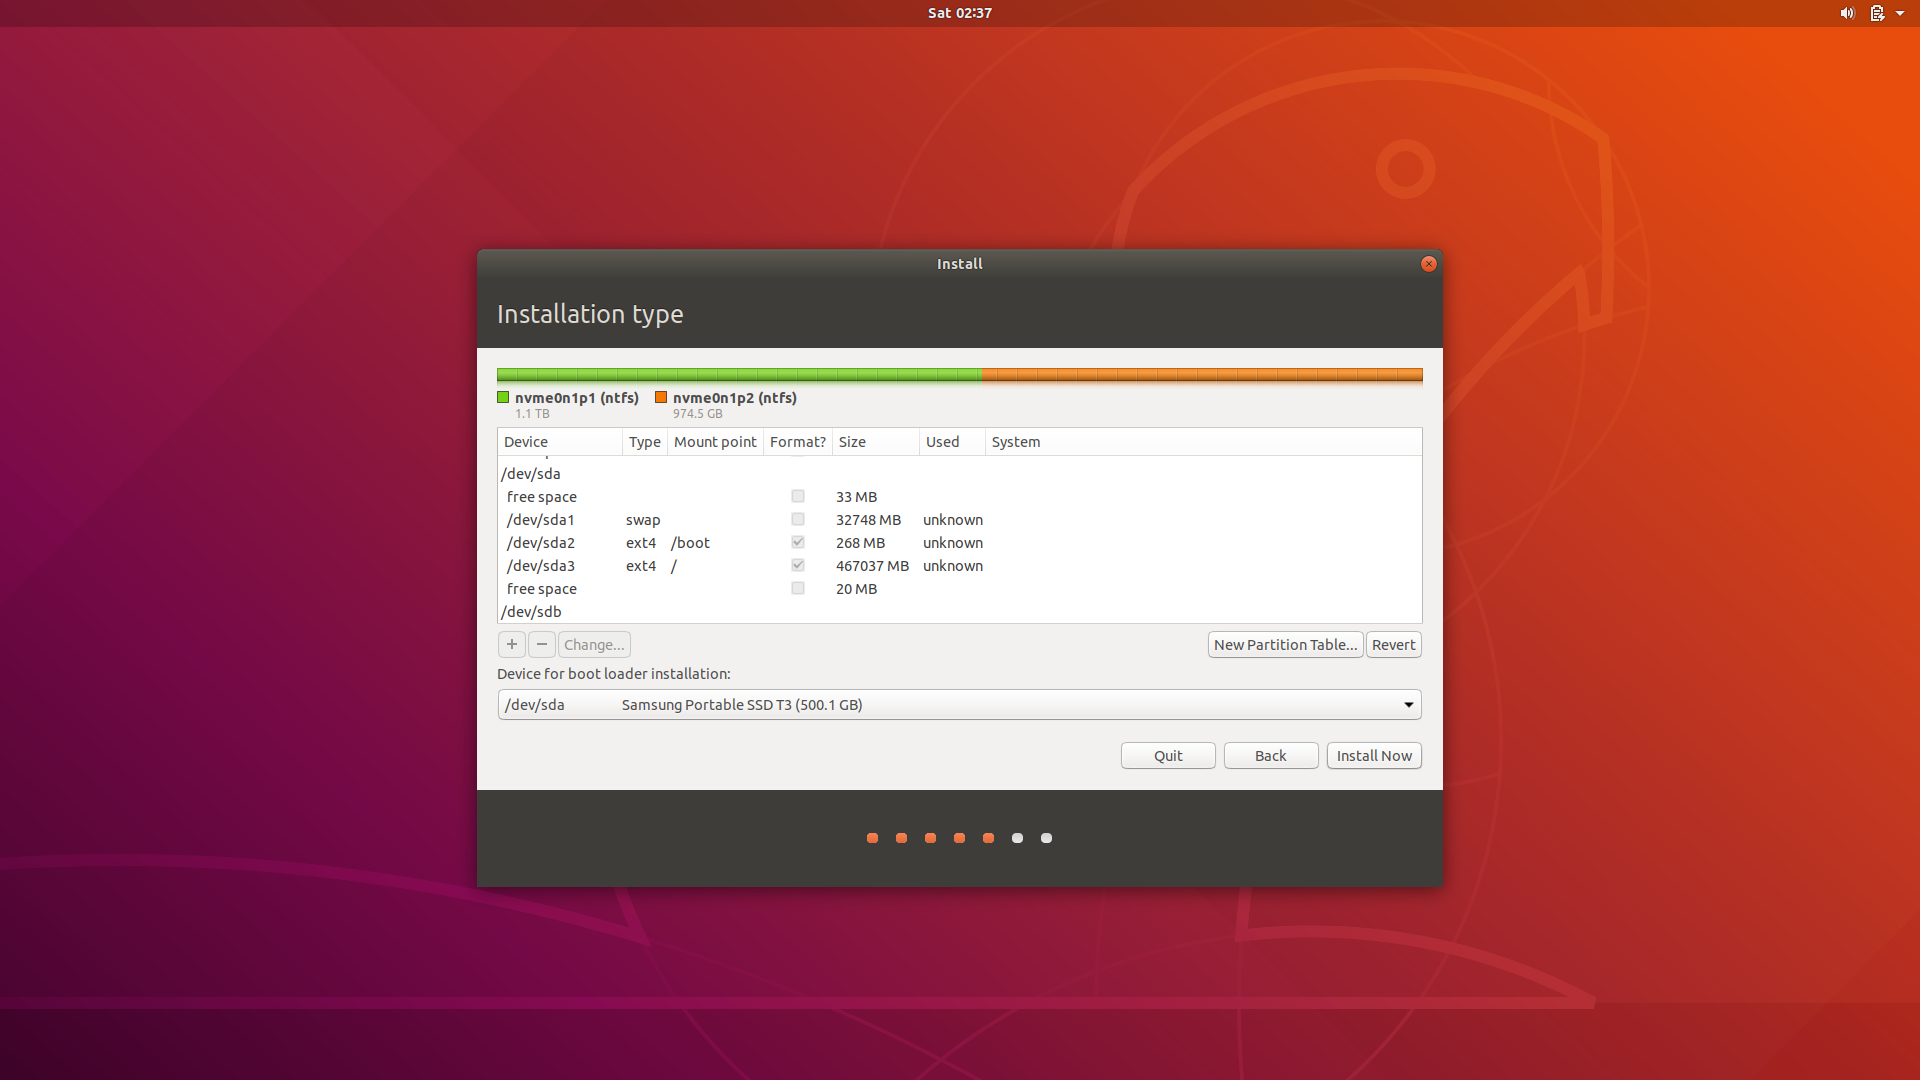 Sat 02:37
Install
Installation type
nvme0n1p1 (ntfs) nvme0n1p2 (ntfs)
1.1 TB 974.5 GB
Device Type Mount point Format? Size Used System
/dev/sda
free space 33 MB
/dev/sda1 swap 32748 MB unknown
/dev/sda2 ext4 /boot 268 MB unknown
/dev/sda3 ext4 / 467037 MB unknown
free space 20 MB
/dev/sdb
+ − Change... New Partition Table... Revert
Device for boot loader installation:
/dev/sda Samsung Portable SSD T3 (500.1 GB)
Quit Back Install Now